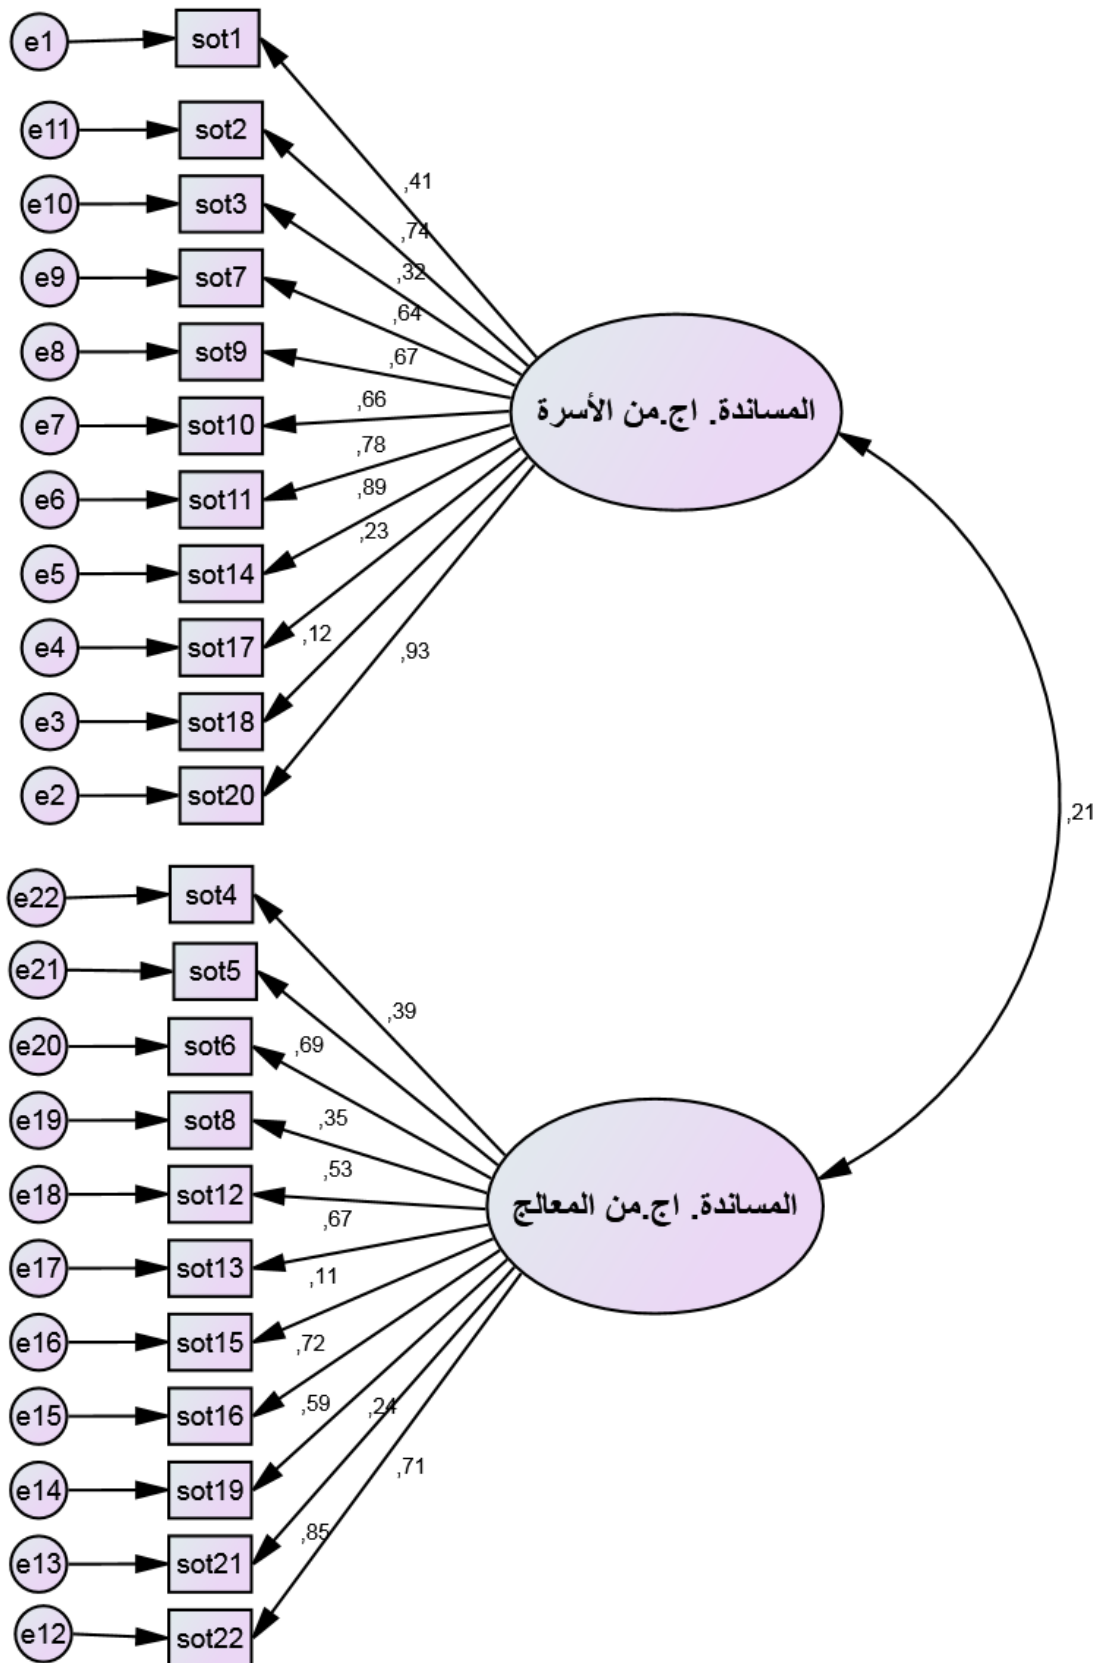 e1 sot1
e11 sot2
,41
e10 sot3
,74
,32
e9 sot7
,64
e8 sot9
,67
,66
المساندة. اج.من الأسرة
e7 sot10
,78
e6 sot11
,89
,23
e5 sot14
e4 sot17
,12
,93
e3 sot18
e2 sot20
,21
e22 sot4
e21 sot5
,39
e20 sot6
,69
e19 sot8
,35
,53
e18 sot12
المساندة. اج.من المعالج
,67
e17 sot13
,11
e16 sot15
,72
e15 sot16
,59
,24
,71
e14 sot19
,85
e13 sot21
e12 sot22